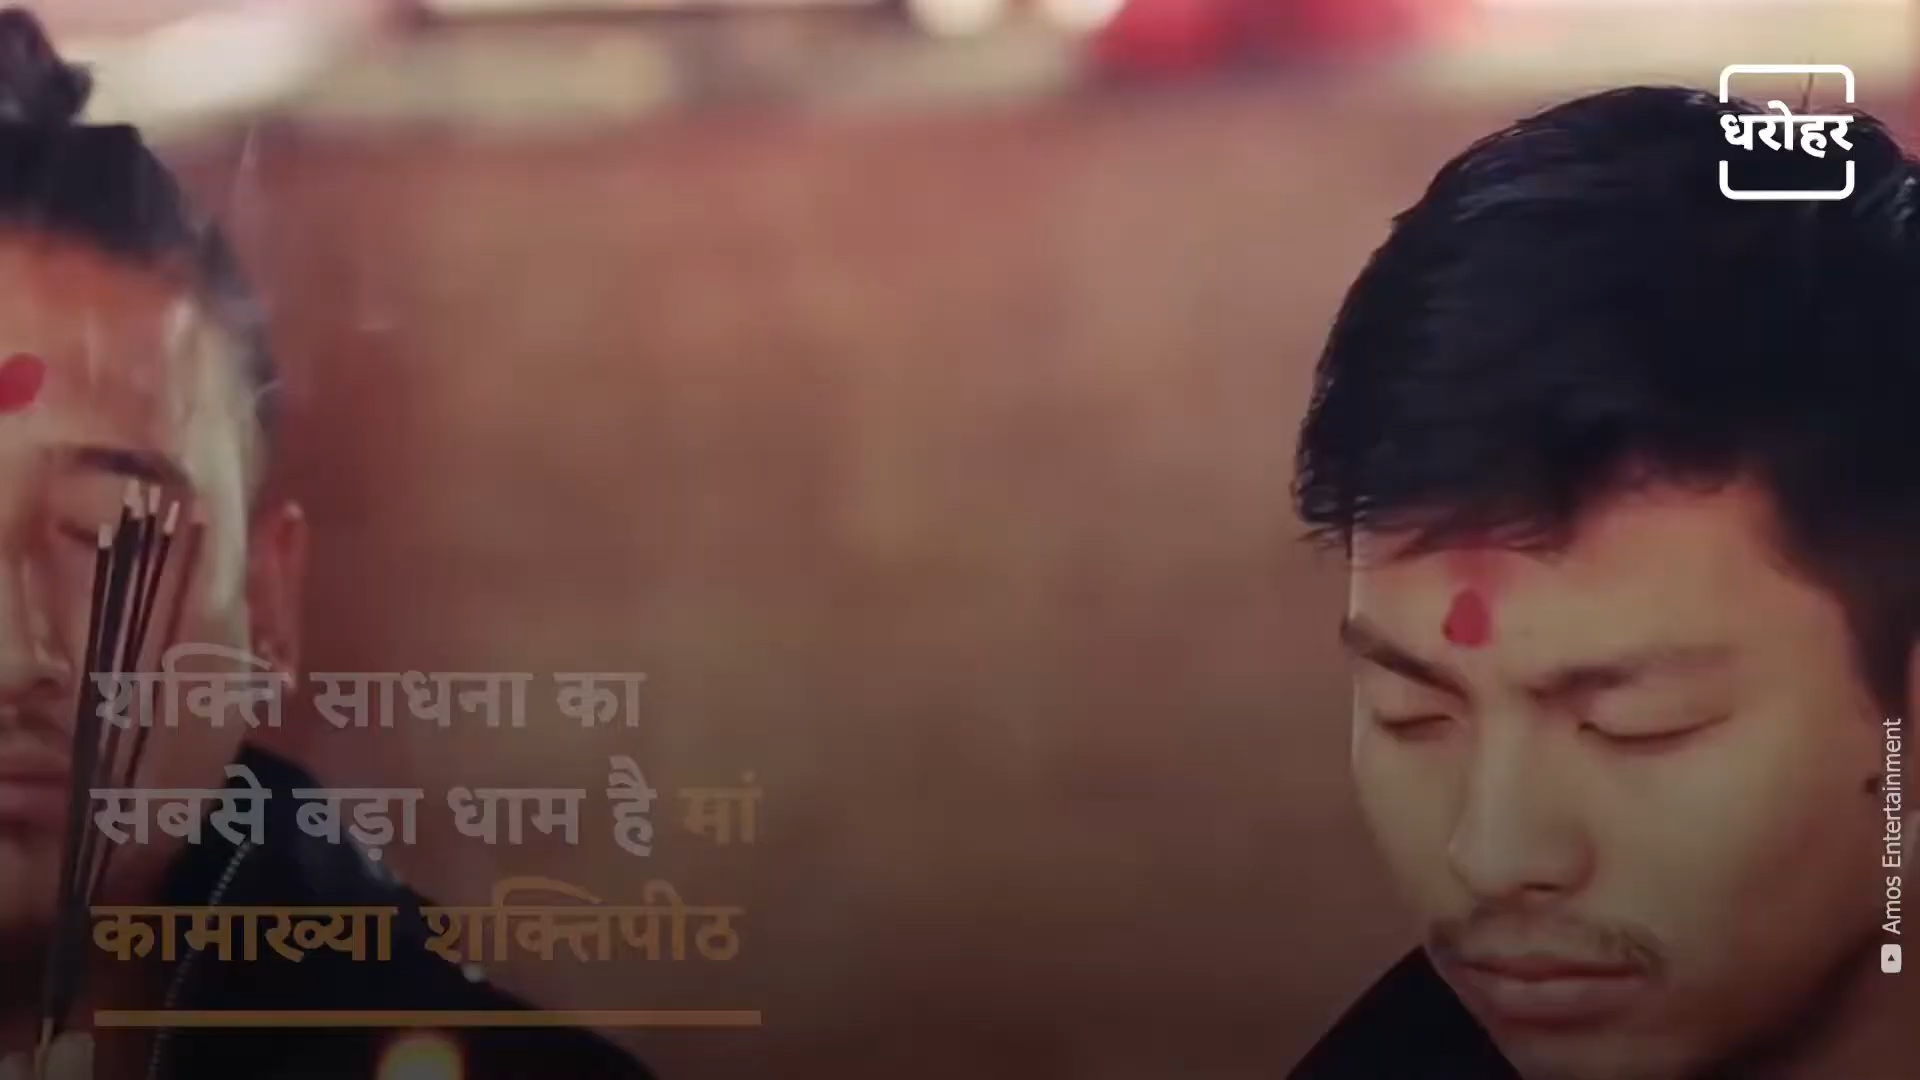 धरोहर
शक्ति साधना का
सबसे बड़ा धाम है मां
कामाख्या शक्तिपीठ
Amos Entertainment